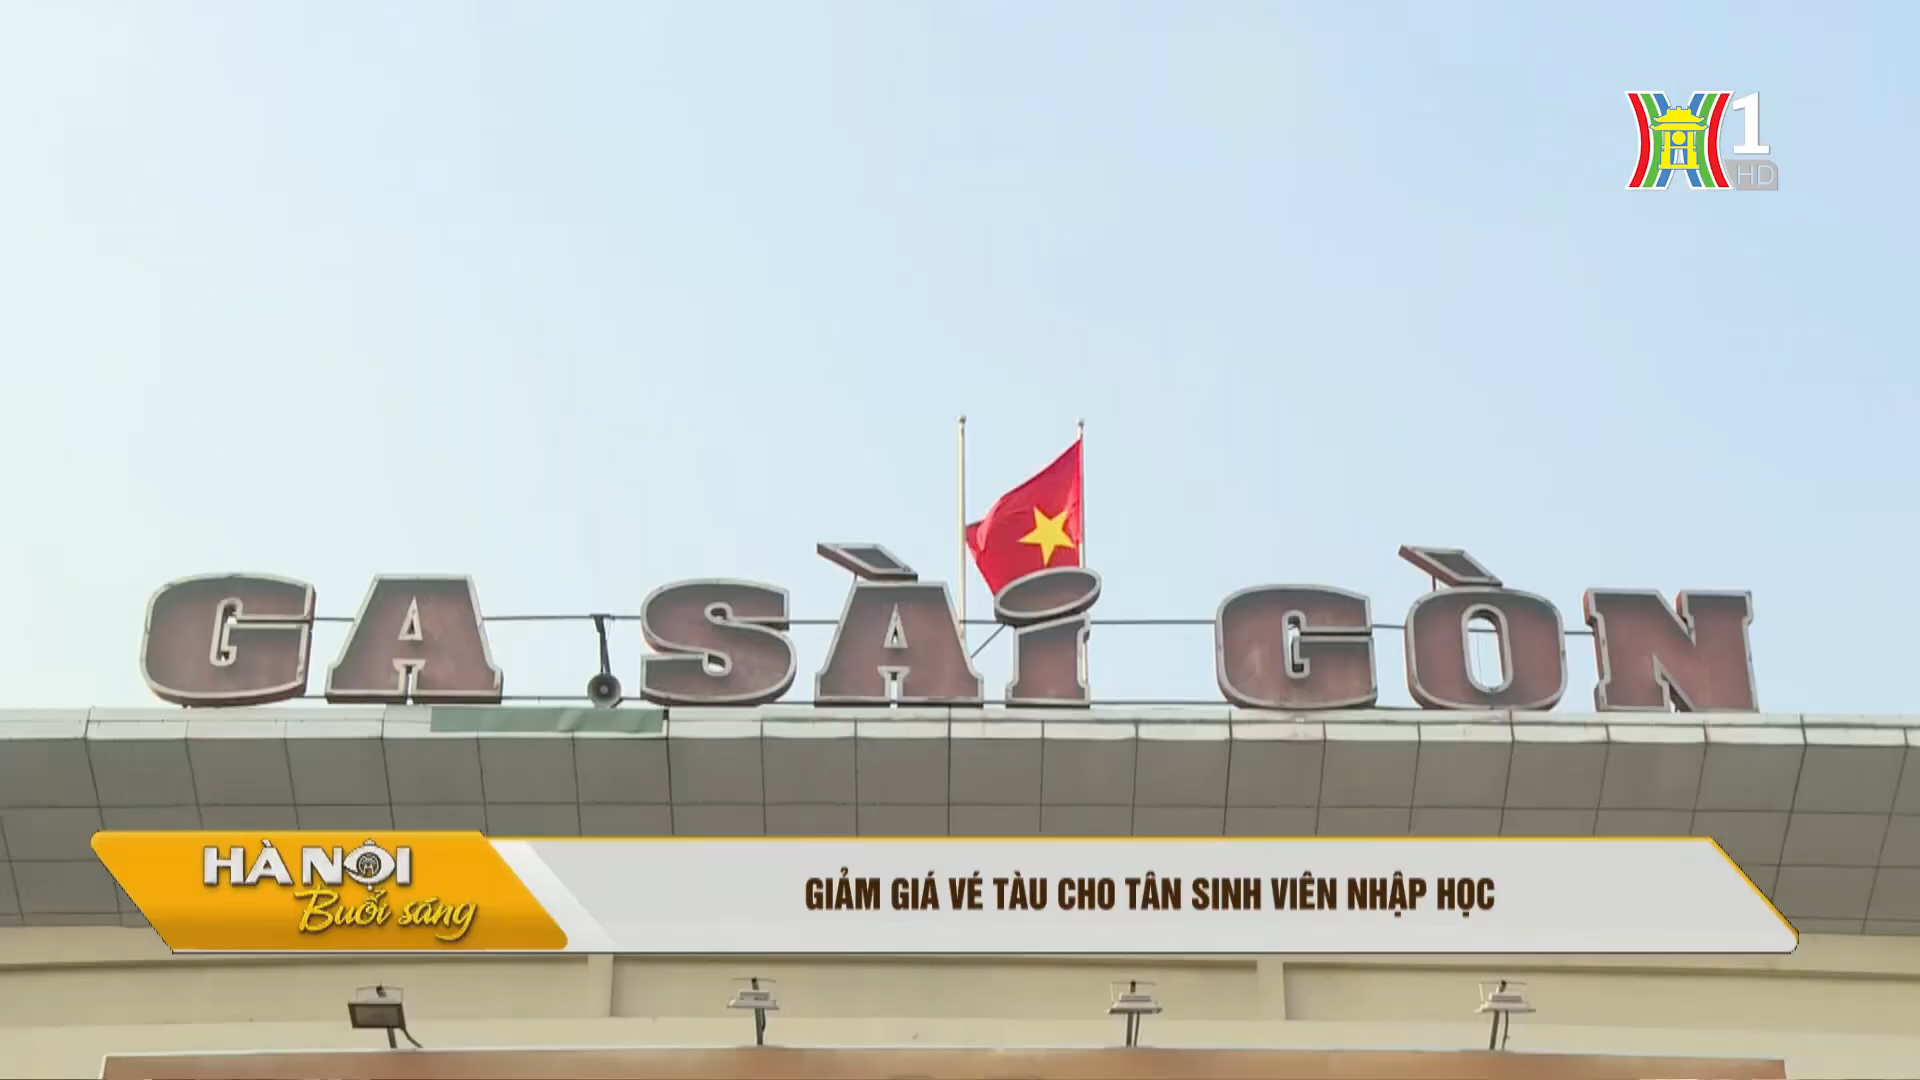 1
HD
GA SÀI GÒN
HÀ NỘI
Buổi sáng
GIẢM GIÁ VÉ TÀU CHO TÂN SINH VIÊN NHẬP HỌC